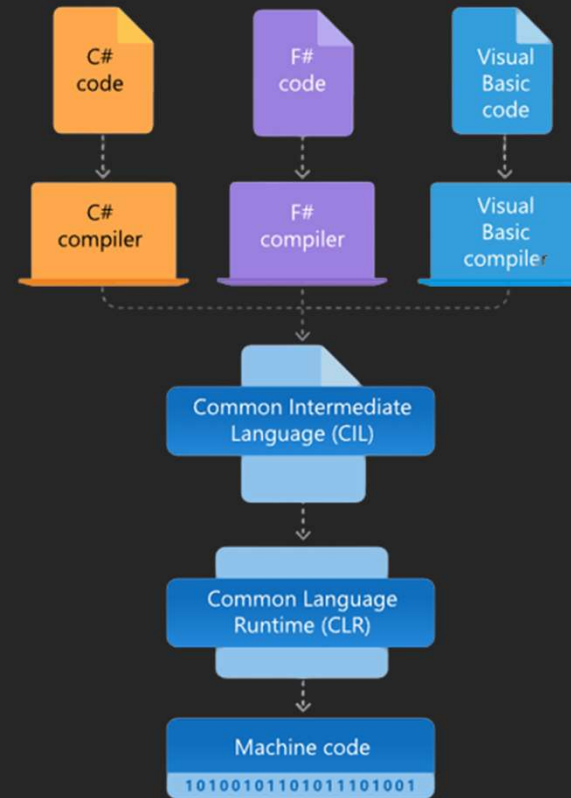 C#
code
F#
code
Visual
Basic
code
C#
compiler
F#
compiler
Visual
Basic
compiler
Common Intermediate
Language (CIL)
Common Language
Runtime (CLR)
Machine code
101001011010111101001